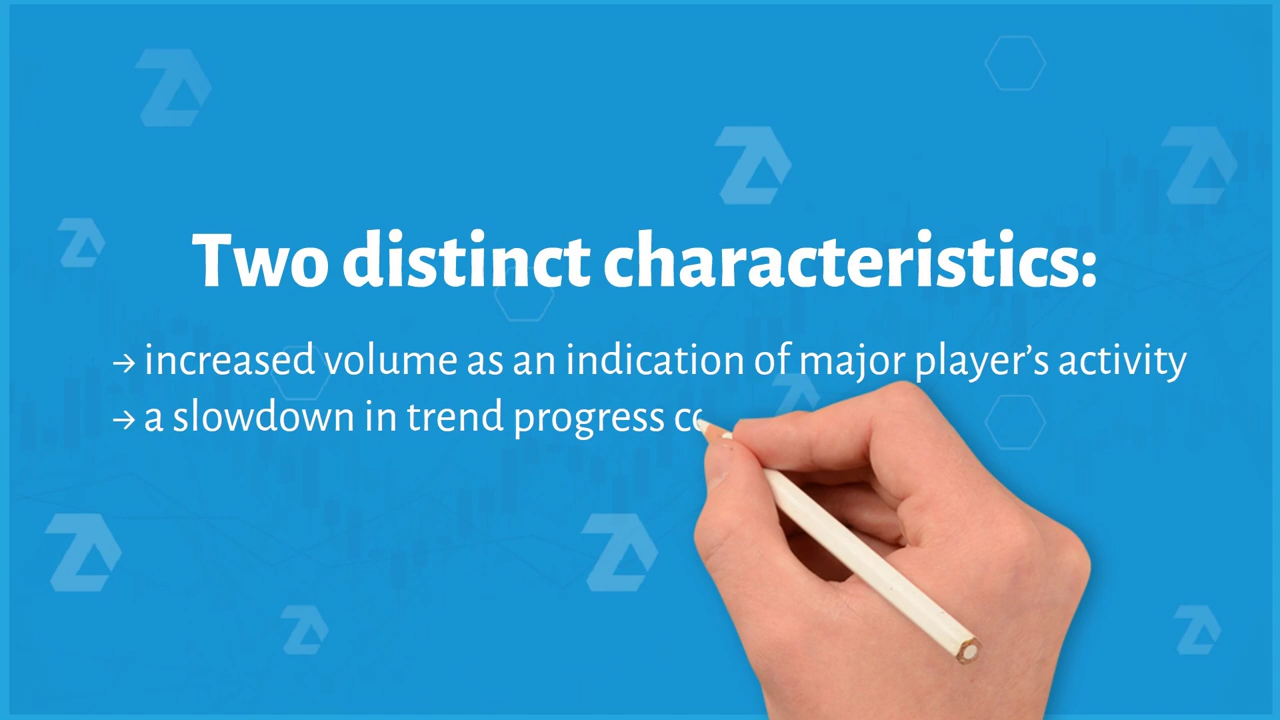 Two distinct characteristics:
→ increased volume as an indication of major player’s activity
→ a slowdown in trend progress